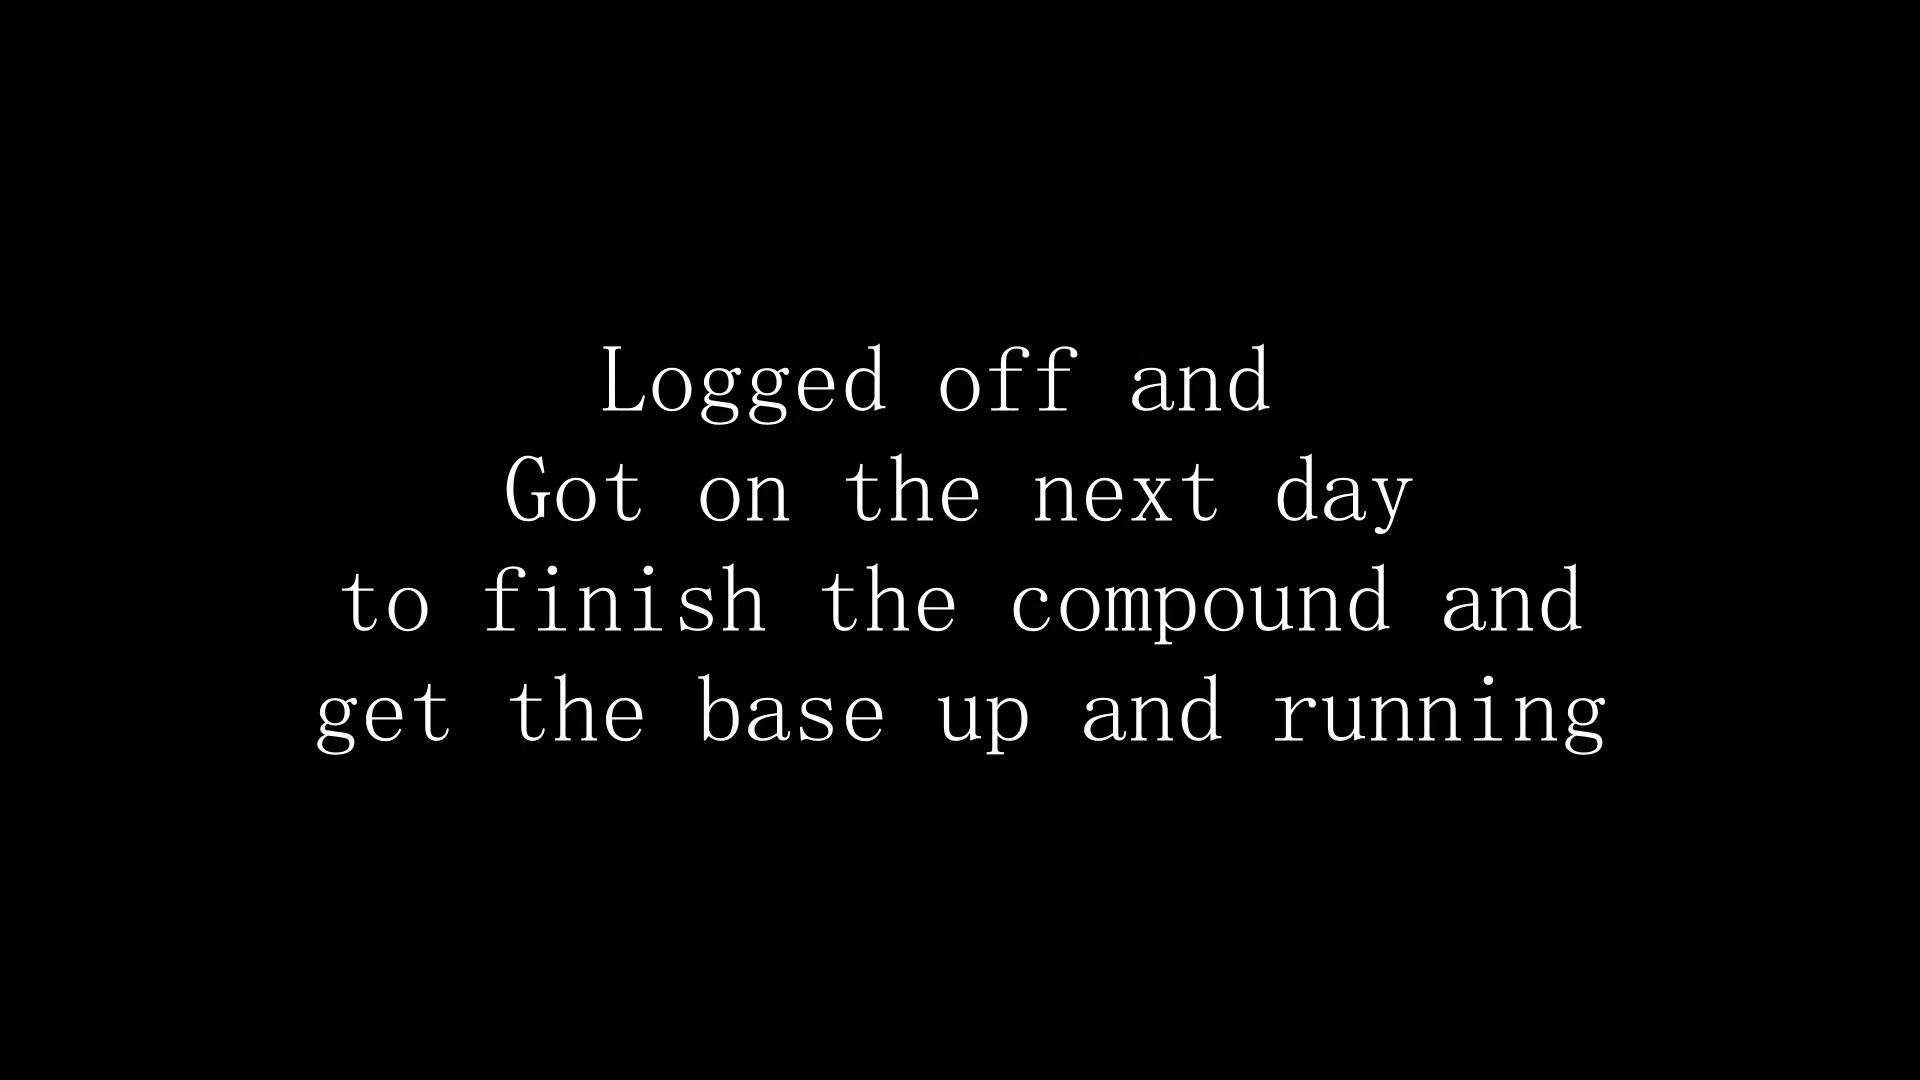 Logged off and
Got on the next day
to finish the compound and
get the base up and running